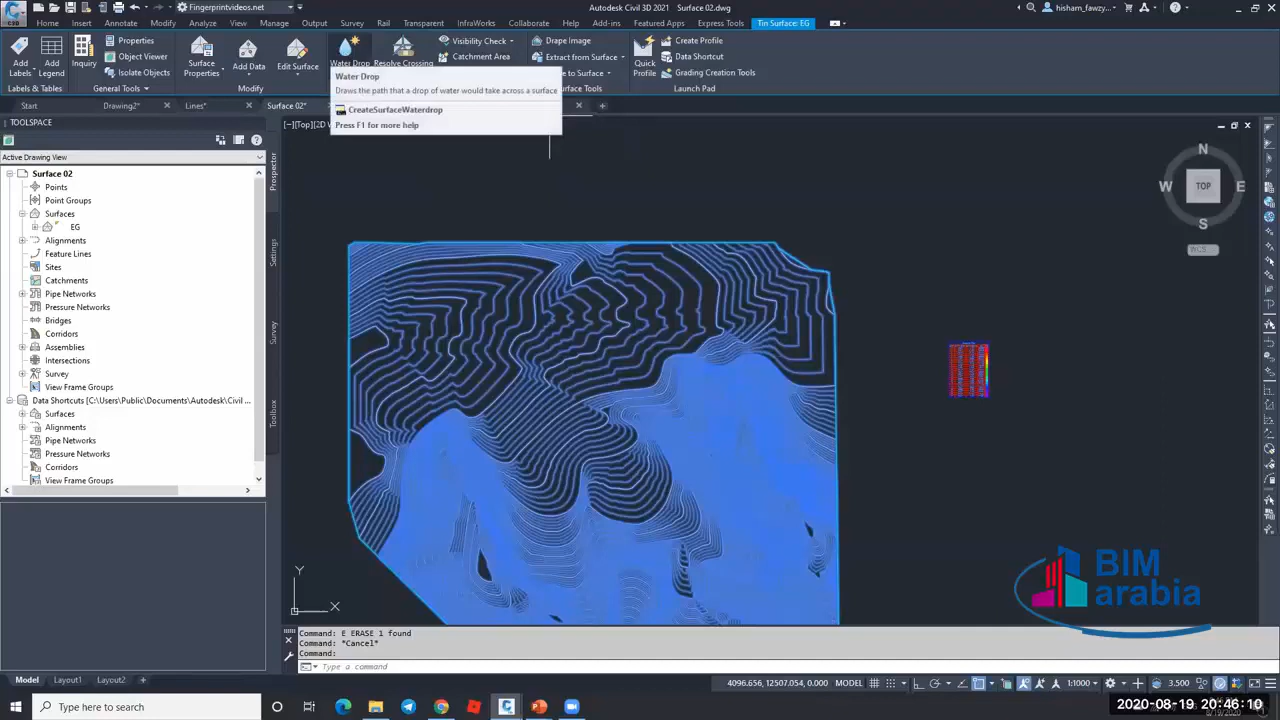 Fingerprintvideos.net
Autodesk Civil 3D 2021 Surface 02.dwg
hisham_fawzy...
Home Insert Annotate Modify Analyze View Manage Output Survey Rail Transparent InfraWorks Collaborate Help Add-ins Featured Apps Express Tools Tin Surface: EG
Properties
Object Viewer
Isolate Objects
Visibility Check
Catchment Area
Drape Image
Extract from Surface
Create Profile
Data Shortcut
Grading Creation Tools
Add Labels
Add Legend
Inquiry
Surface Properties
Add Data
Edit Surface
Water Drop
Resolve Crossing
Quick Profile
Labels & Tables
General Tools
Modify
Launch Pad
Water Drop
Draws the path that a drop of water would take across a surface
CreateSurfaceWaterdrop
Press F1 for more help
Start Drawing2* Lines* Surface 02*
TOOLSPACE
Active Drawing View
Surface 02
Points
Point Groups
Surfaces
EG
Alignments
Feature Lines
Sites
Catchments
Pipe Networks
Pressure Networks
Bridges
Corridors
Assemblies
Intersections
Survey
View Frame Groups
Data Shortcuts [C:\Users\Public\Documents\Autodesk\Civil ...
Surfaces
Alignments
Pipe Networks
Pressure Networks
Corridors
View Frame Groups
Prospector
Settings
Survey
Toolbox
[−][Top][2D
N
W TOP E
S
WCS
Y
X
BIM
arabia
Command: E ERASE 1 found
Command: *Cancel*
Command:
Type a command
Model Layout1 Layout2
4096.656, 12507.054, 0.000 MODEL
1:1000
3.500
Type here to search
2020-08-19 20:46:10